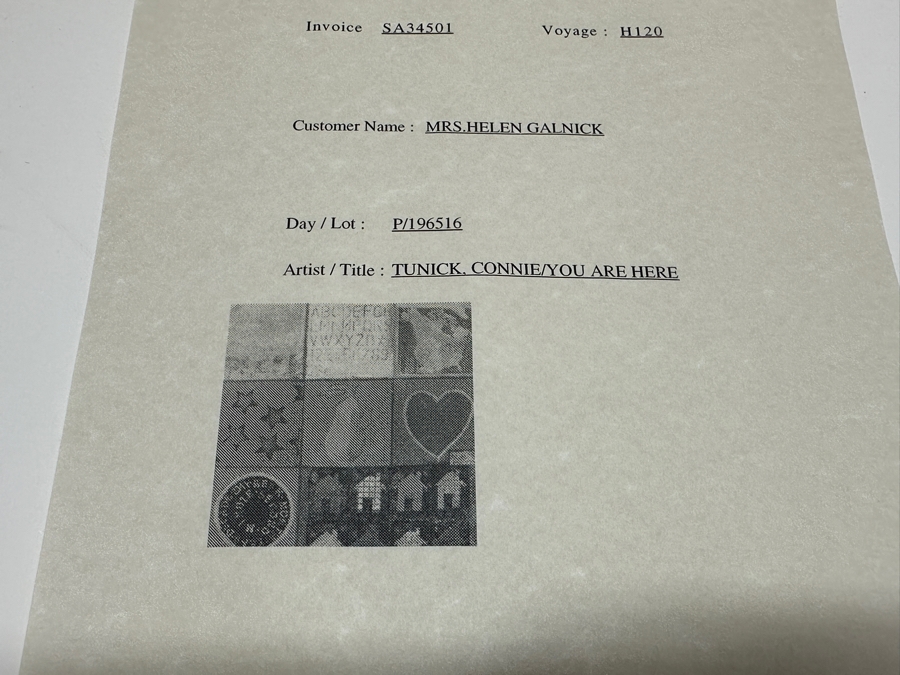 Invoice SA34501 Voyage : H120
Customer Name : MRS.HELEN GALNICK
Day / Lot : P/196516
Artist / Title : TUNICK, CONNIE/YOU ARE HERE